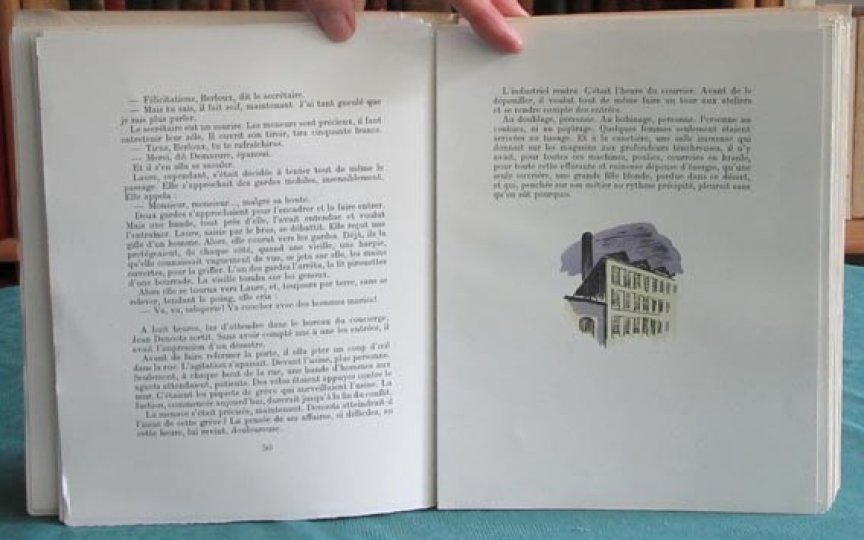 — Félicitations, Berloux, dit le secrétaire.
— Mais tu sais, il fait soif, maintenant. J'ai tant gueulé que
je sais plus parler.
Le secrétaire eut un sourire. Les meneurs sont précieux, il faut
entretenir leur zèle. Il ouvrit son tiroir, tira cinquante francs.
— Tiens, Berloux, tu te rafraîchiras.
— Merci, dit Demazure, épanoui.
Et il s'en alla se saouler.
Laure, cependant, s'était décidée à tenter tout de même le
passage. Elle s'approchait des gardes mobiles, insensiblement.
Elle appela :
— Monsieur, monsieur..., malgré sa honte.
Deux gardes s'approchaient pour l'encadrer et la faire entrer.
Mais une bande, tout près d'elle, l'avait entendue et voulut
l'entraîner. Laure, saisie par le bras, se débattit. Elle reçut une
gifle d'un homme. Alors, elle courut vers les gardes. Déjà, ils la
protégeaient, de chaque côté, quand une vieille, une harpie,
qu'elle connaissait vaguement de vue, se jeta sur elle, les mains
ouvertes, pour la griffer. L'un des gardes l'arrêta, la fit pirouetter
d'une bourrade. La vieille tomba sur les genoux.
Alors elle se tourna vers Laure, et, toujours par terre, sans se
relever, tendant le poing, elle cria :
— Va, va, saloperie! Va coucher avec des hommes mariés!
A huit heures, las d'attendre dans le bureau du concierge,
Jean Denoots sortit. Sans avoir compté une à une les entrées, il
avait l'impression d'un désastre.
Avant de faire refermer la porte, il alla jeter un coup d'œil
dans la rue. L'agitation s'apaisait. Devant l'usine, plus personne.
Seulement, à chaque bout de la rue, une bande d'hommes aux
aguets attendaient, patients. Des vélos étaient appuyés contre le
mur. C'étaient les piquets de grève qui surveillaient l'usine. La
faction, commencée aujourd'hui, durerait jusqu'à la fin du conflit.
La menace s'était précisée, maintenant. Denoots atteindrait-il
l'issue de cette grève? La pensée de ses affaires, si difficiles, en
cette heure, lui revint, douloureuse.
50
L'industriel rentra. C'était l'heure du courrier. Avant de le
dépouiller, il voulut tout de même faire un tour aux ateliers
et se rendre compte des entrées.
Au doublage, personne. Au bobinage, personne. Personne au
continu, ni au peignage. Quelques femmes seulement étaient
arrivées au tissage. Et à la canetière, une salle immense qui
donnait sur les magasins aux profondeurs ténébreuses, il n'y
avait, pour toutes ces machines, poulies, courroies en branle,
pour toute cette effarante et ruineuse dépense d'énergie, qu'une
seule ouvrière, une grande fille blonde, perdue dans ce désert,
et qui, penchée sur son métier au rythme précipité, pleurait sans
qu'on sût pourquoi.